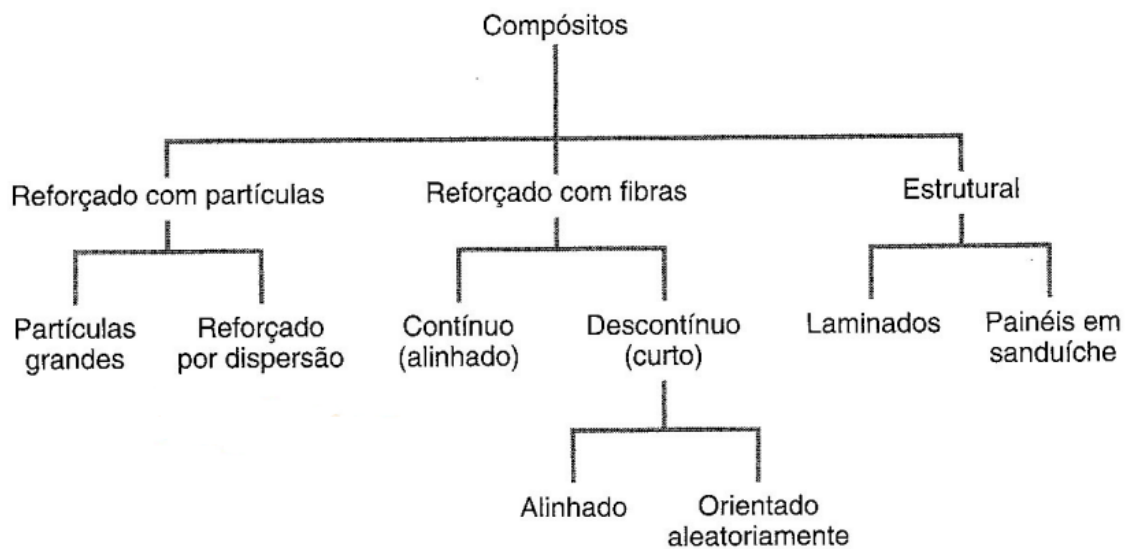 Compósitos
Reforçado com partículas
Reforçado com fibras
Estrutural
Partículas
grandes
Reforçado
por dispersão
Contínuo
(alinhado)
Descontínuo
(curto)
Laminados
Painéis em
sanduíche
Alinhado
Orientado
aleatoriamente